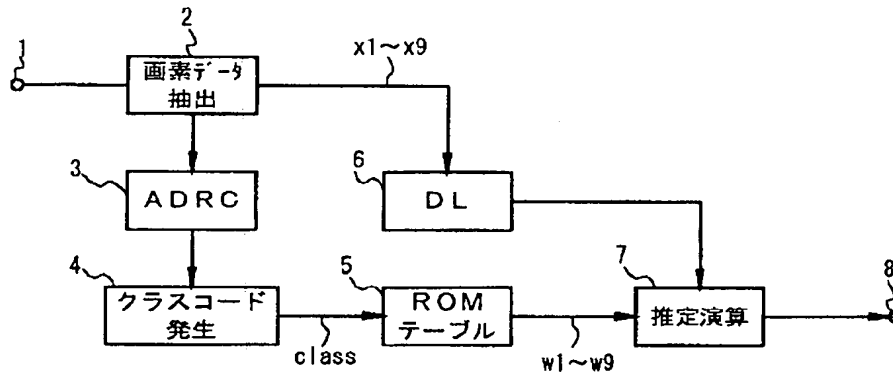 1
2
画素データ
抽出
x1～x9
3
ADRC
6
DL
4
クラスコード
発生
class
5
ROM
テーブル
w1～w9
7
推定演算
8